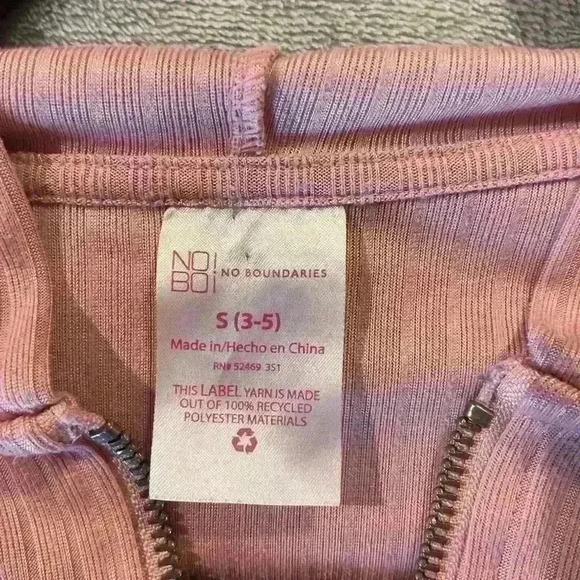 NO!
BO¡
NO BOUNDARIES
S (3-5)
Made in/Hecho en China
RN# 52469 351
THIS LABEL YARN IS MADE
OUT OF 100% RECYCLED
POLYESTER MATERIALS